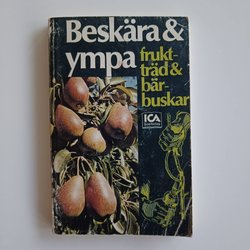 Beskära &
ympa
frukt-
träd &
bär-
buskar
ICA